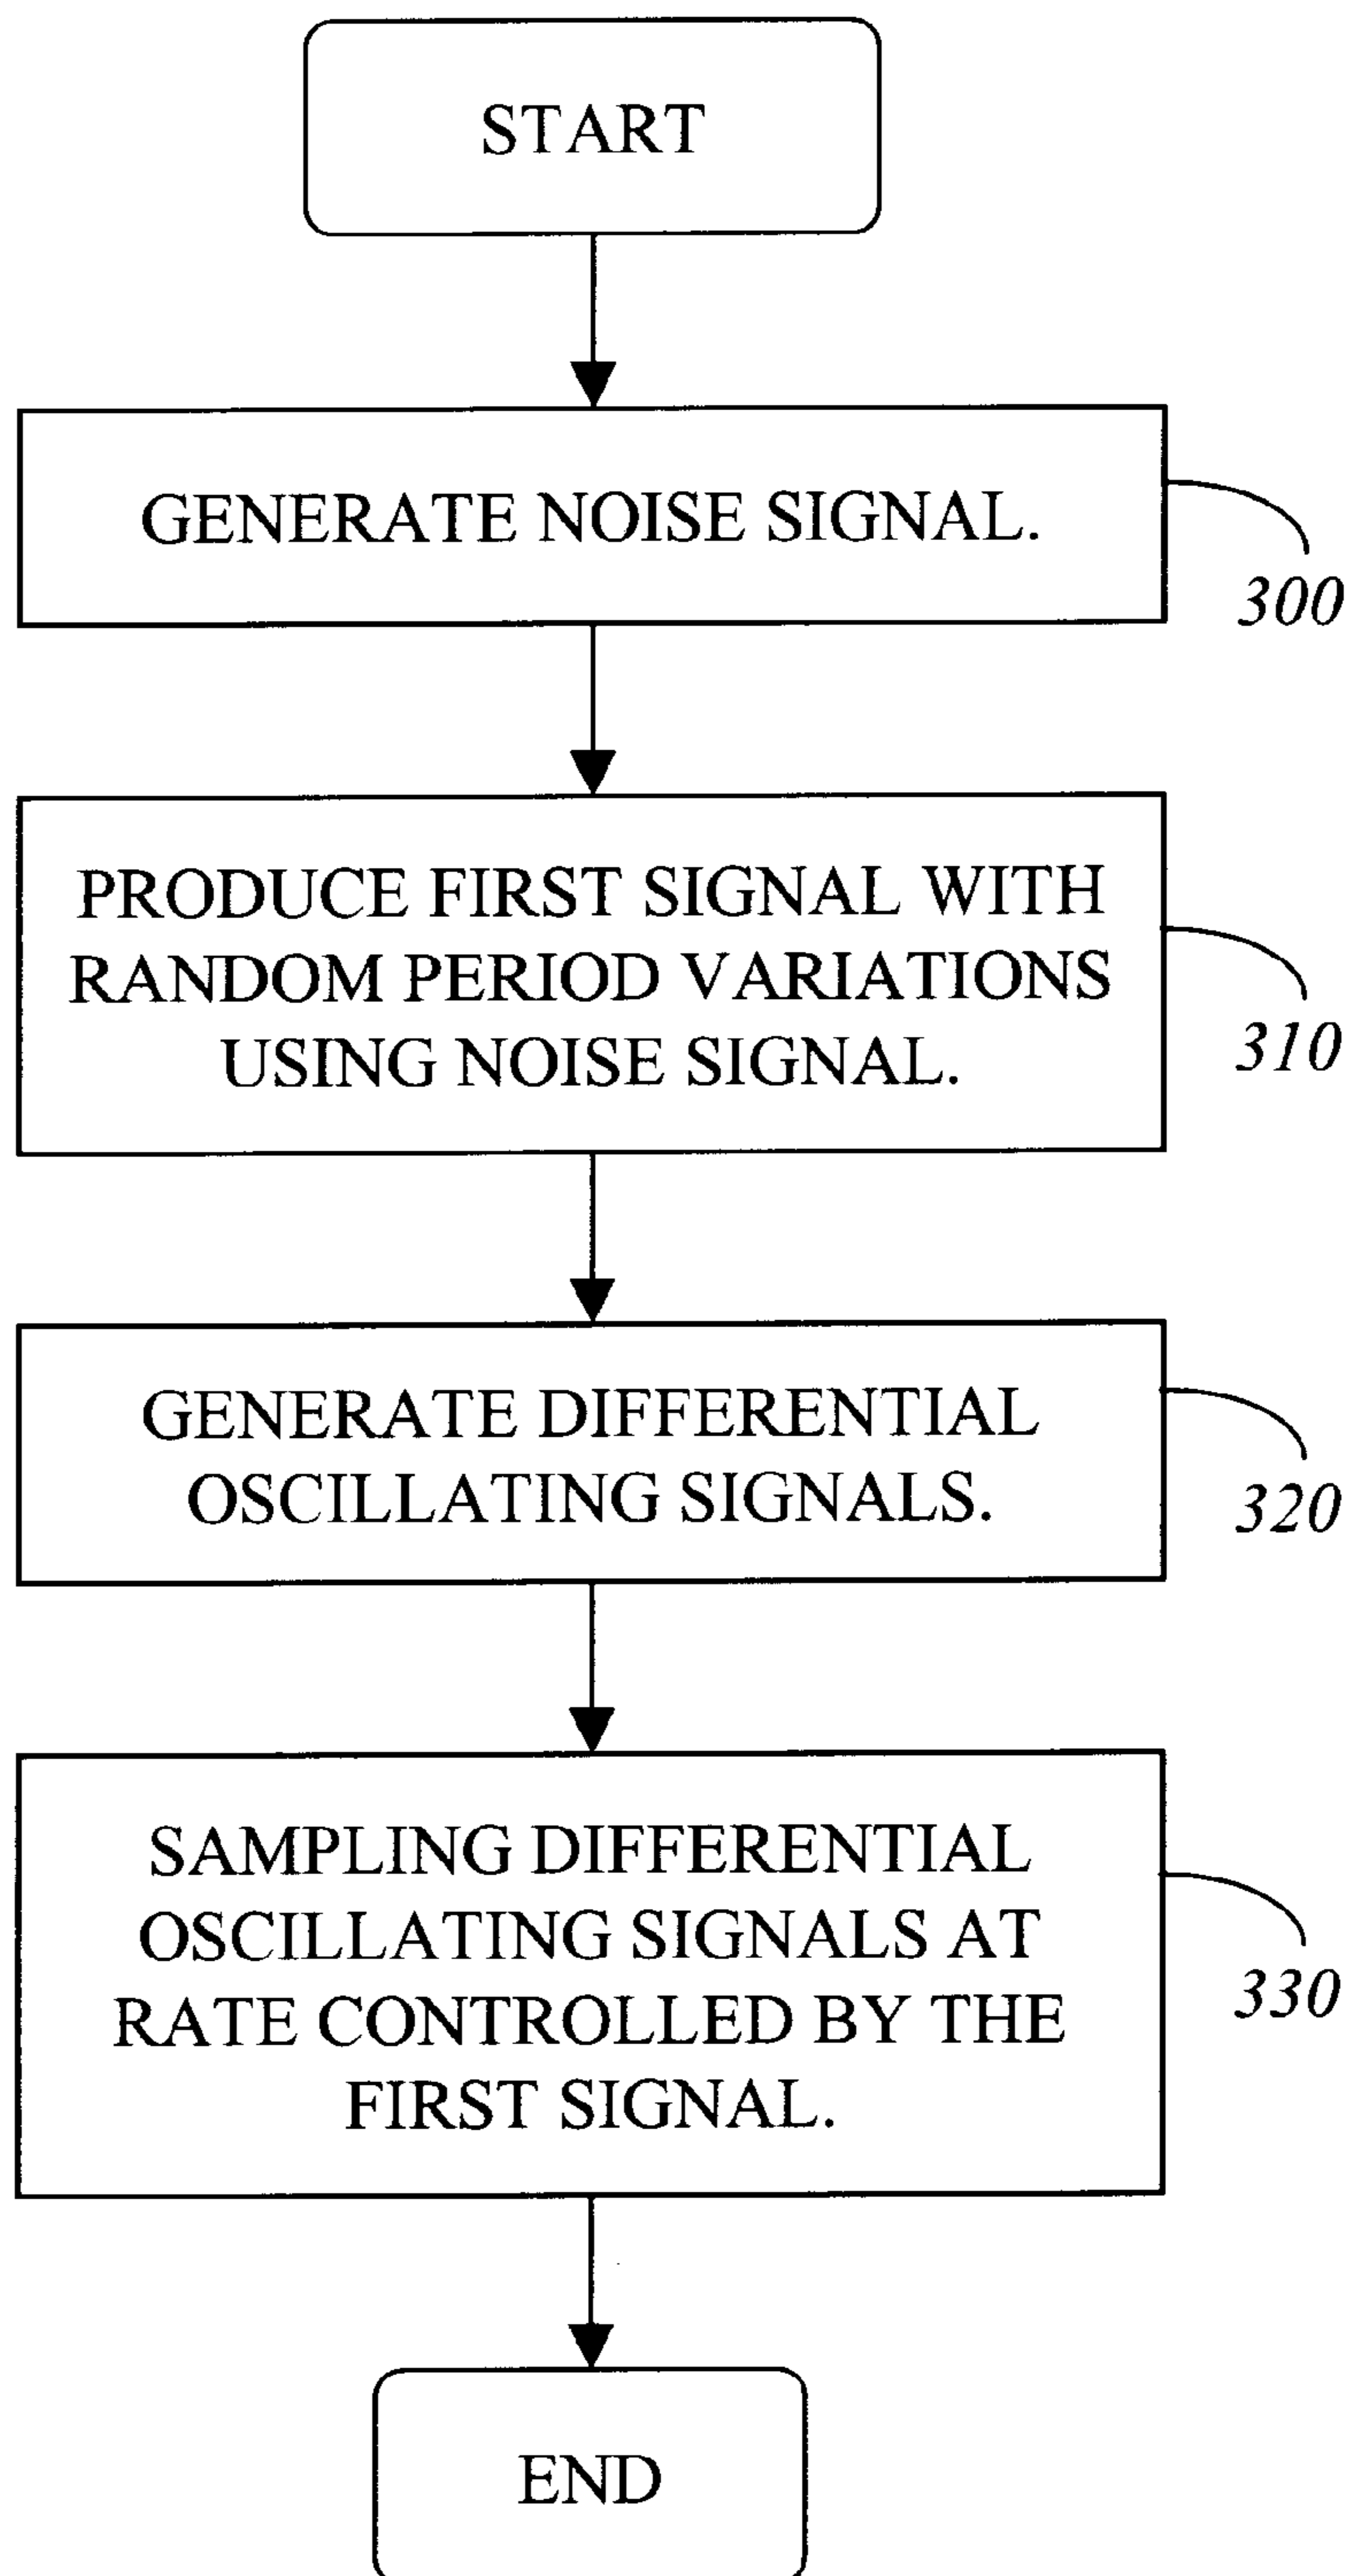 START
GENERATE NOISE SIGNAL.
300
PRODUCE FIRST SIGNAL WITH
RANDOM PERIOD VARIATIONS
USING NOISE SIGNAL.
310
GENERATE DIFFERENTIAL
OSCILLATING SIGNALS.
320
SAMPLING DIFFERENTIAL
OSCILLATING SIGNALS AT
RATE CONTROLLED BY THE
FIRST SIGNAL.
330
END